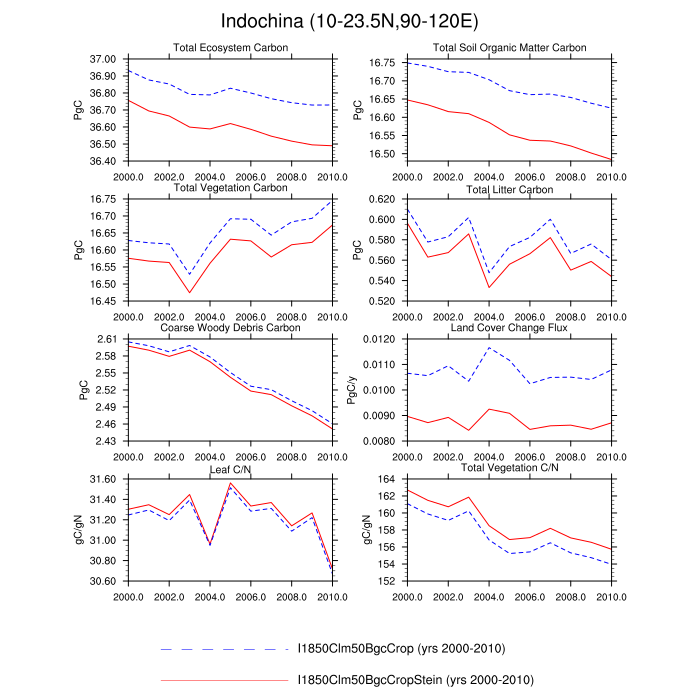 Indochina (10-23.5N,90-120E)
Total Ecosystem Carbon
37.00
36.90
36.80
36.70
36.60
36.50
36.40
PgC
2000.0 2002.0 2004.0 2006.0 2008.0 2010.0
Total Soil Organic Matter Carbon
16.75
16.70
16.65
16.60
16.55
16.50
PgC
2000.0 2002.0 2004.0 2006.0 2008.0 2010.0
Total Vegetation Carbon
16.75
16.70
16.65
16.60
16.55
16.50
16.45
PgC
2000.0 2002.0 2004.0 2006.0 2008.0 2010.0
Total Litter Carbon
0.620
0.600
0.580
0.560
0.540
0.520
PgC
2000.0 2002.0 2004.0 2006.0 2008.0 2010.0
Coarse Woody Debris Carbon
2.61
2.58
2.55
2.52
2.49
2.46
2.43
PgC
2000.0 2002.0 2004.0 2006.0 2008.0 2010.0
Land Cover Change Flux
0.0120
0.0110
0.0100
0.0090
0.0080
PgC/y
2000.0 2002.0 2004.0 2006.0 2008.0 2010.0
Leaf C/N
31.60
31.40
31.20
31.00
30.80
30.60
gC/gN
2000.0 2002.0 2004.0 2006.0 2008.0 2010.0
Total Vegetation C/N
164
162
160
158
156
154
152
gC/gN
2000.0 2002.0 2004.0 2006.0 2008.0 2010.0
I1850Clm50BgcCrop (yrs 2000-2010)
I1850Clm50BgcCropStein (yrs 2000-2010)